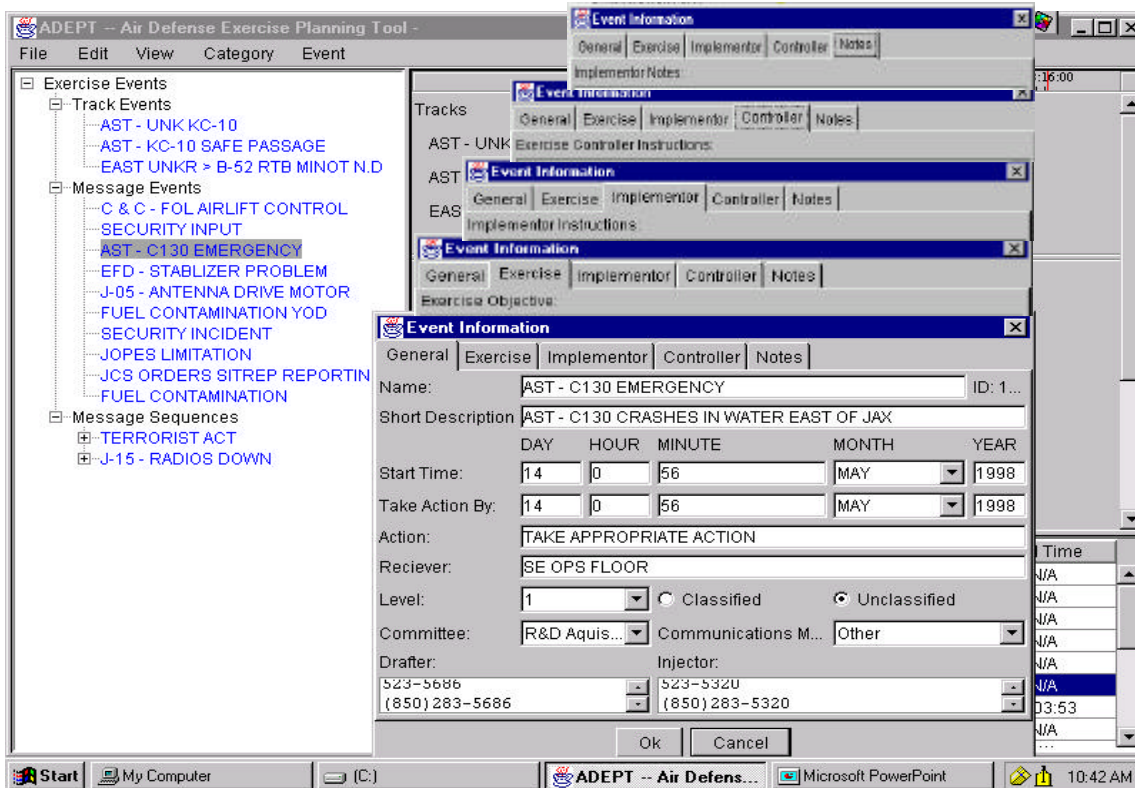 ADEPT -- Air Defense Exercise Planning Tool -
File Edit View Category Event
Exercise Events
Track Events
AST - UNK KC-10
AST - KC-10 SAFE PASSAGE
EAST UNKR > B-52 RTB MINOT N.D
Message Events
C & C - FOL AIRLIFT CONTROL
SECURITY INPUT
AST - C130 EMERGENCY
EFD - STABLIZER PROBLEM
J-05 - ANTENNA DRIVE MOTOR
FUEL CONTAMINATION YOD
SECURITY INCIDENT
JOPES LIMITATION
JCS ORDERS SITREP REPORTIN
FUEL CONTAMINATION
Message Sequences
TERRORIST ACT
J-15 - RADIOS DOWN
Tracks
AST - UNK
AST
EAS
:16:00
Event Information
General Exercise Implementor Controller Notes
Implementor Notes:
Event Information
General Exercise Implementor Controller Notes
Exercise Controller Instructions:
Event Information
General Exercise Implementor Controller Notes
Implementor Instructions:
Event Information
General Exercise Implementor Controller Notes
Exercise Objective:
Event Information
General Exercise Implementor Controller Notes
Name: AST - C130 EMERGENCY ID: 1...
Short Description AST - C130 CRASHES IN WATER EAST OF JAX
DAY HOUR MINUTE MONTH YEAR
Start Time: 14 0 56 MAY 1998
Take Action By: 14 0 56 MAY 1998
Action: TAKE APPROPRIATE ACTION
Reciever: SE OPS FLOOR
Level: 1 Classified Unclassified
Committee: R&D Aquis... Communications M... Other
Drafter: Injector:
523-5686 523-5320
(850)283-5686 (850)283-5320
Ok Cancel
Time
N/A
N/A
N/A
N/A
N/A
N/A
03:53
N/A
Start My Computer (C:) ADEPT -- Air Defens... Microsoft PowerPoint 10:42 AM